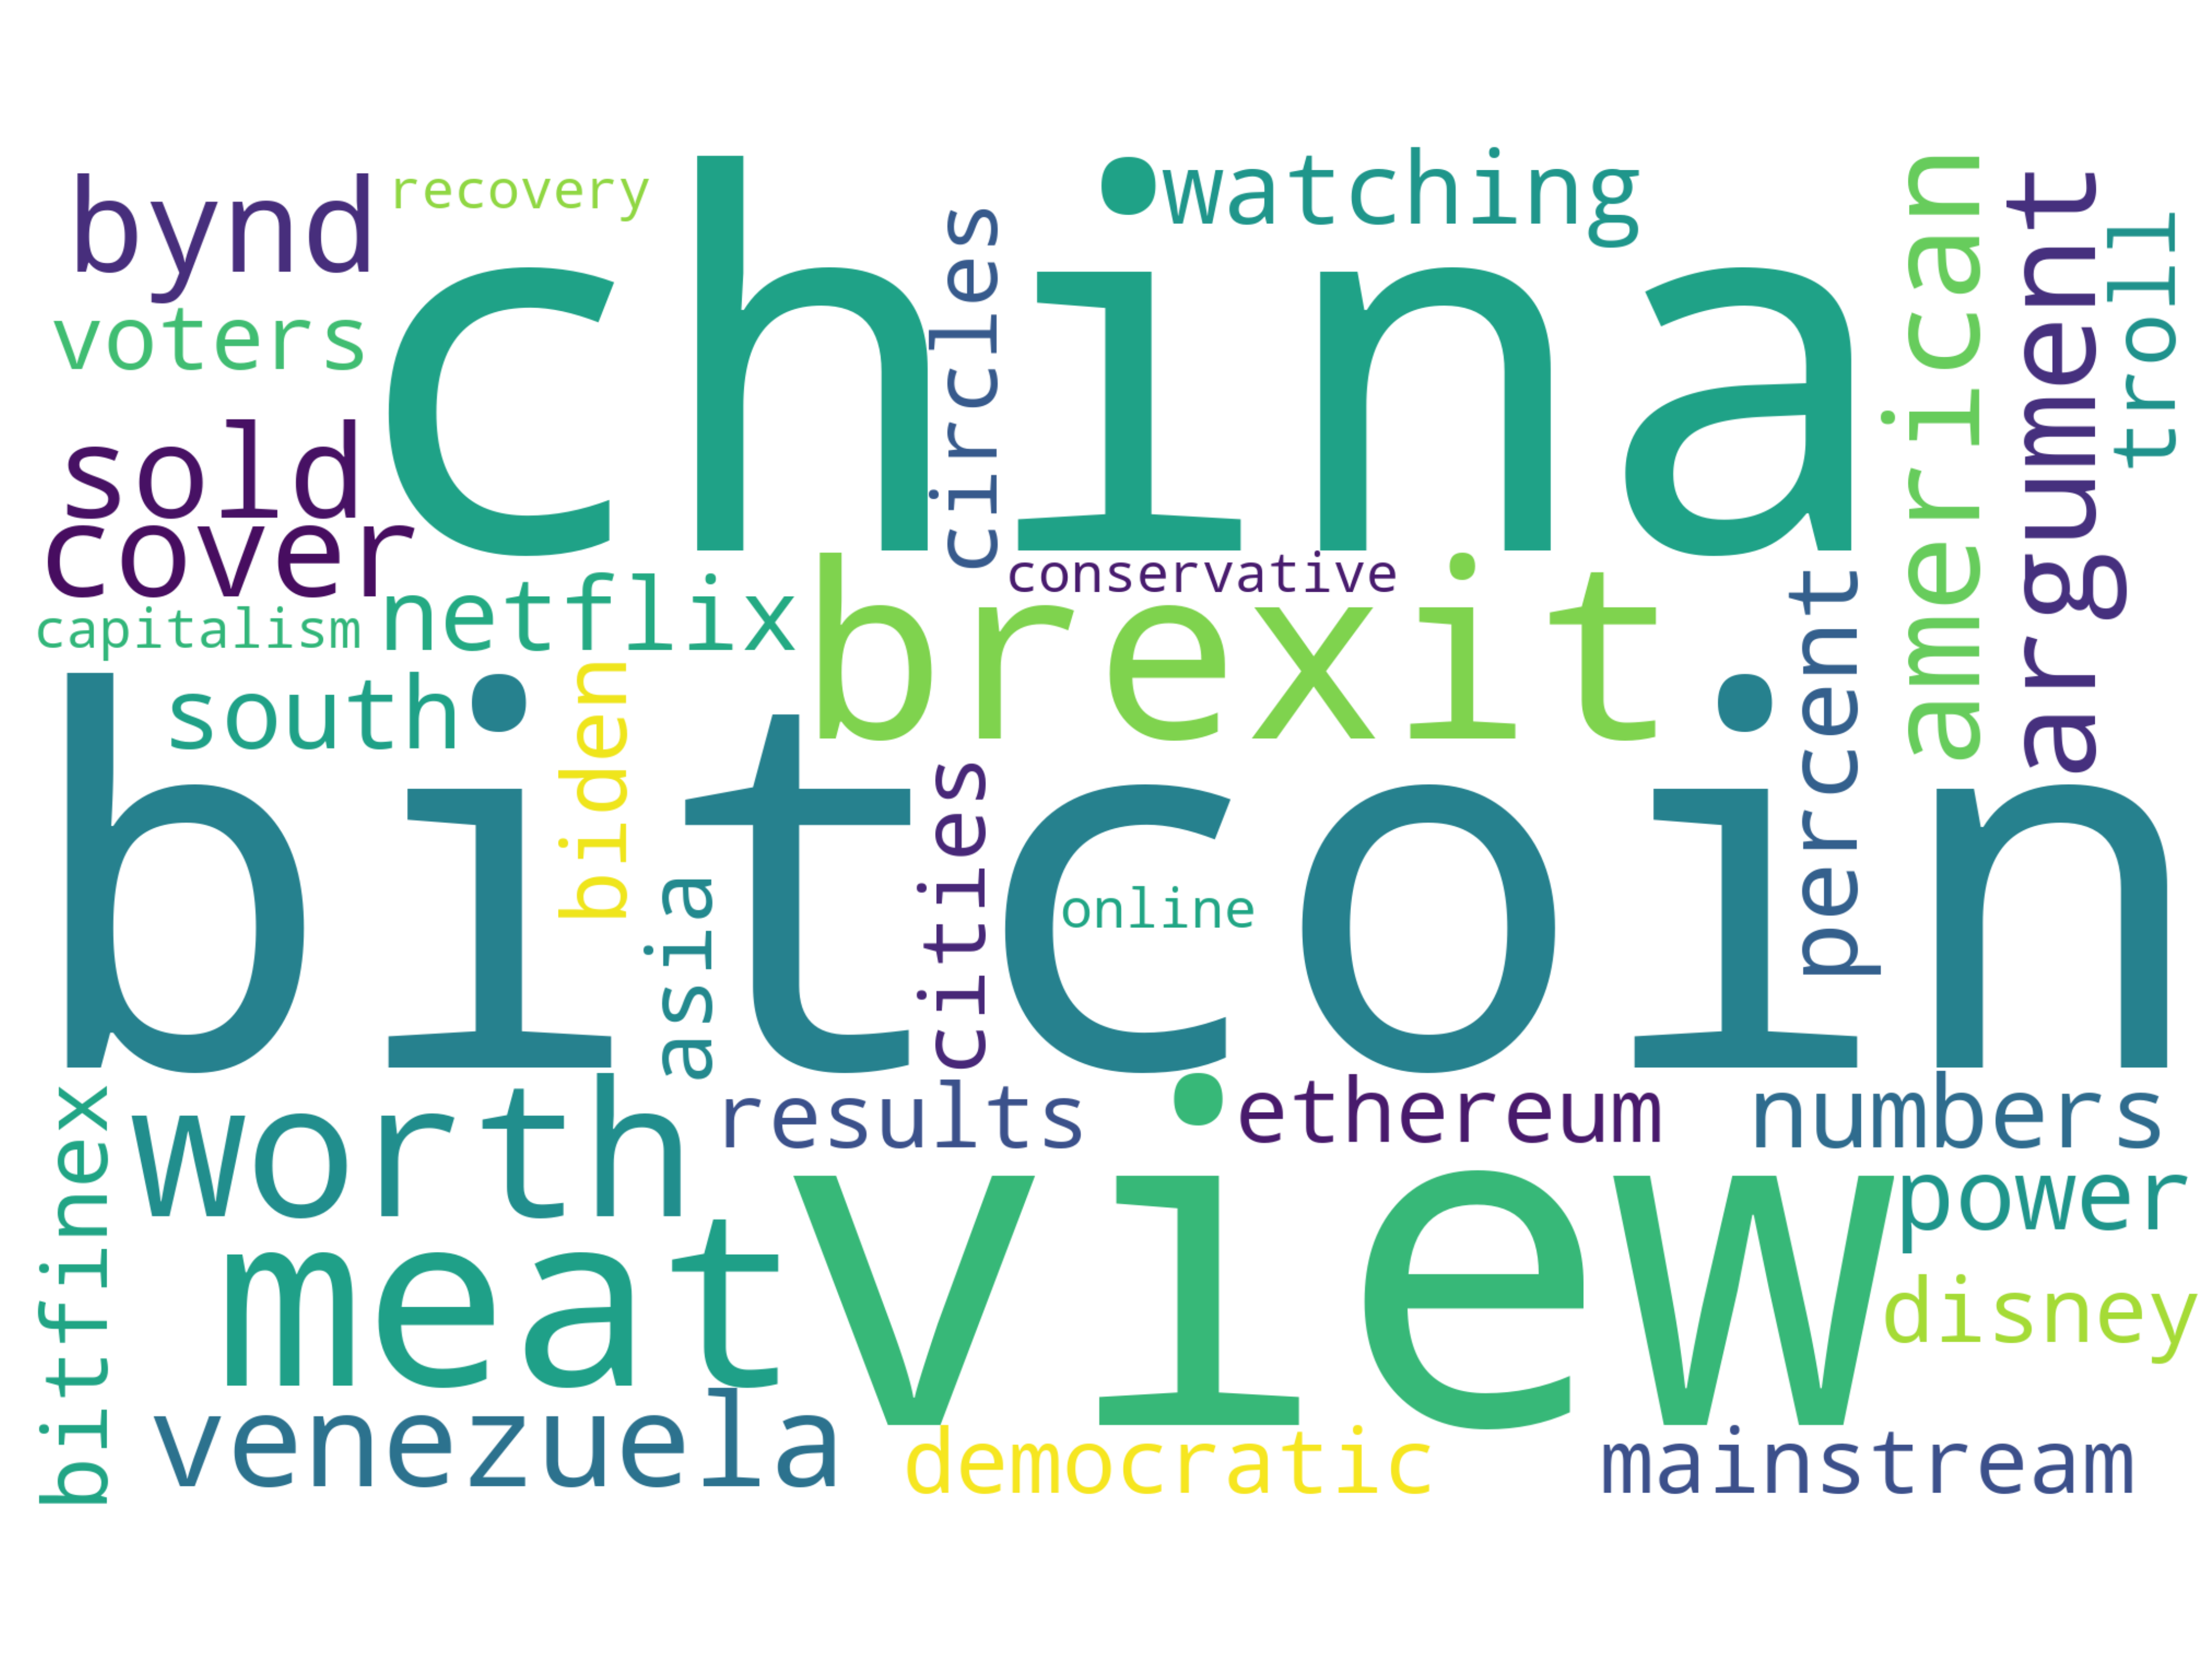 bynd
recovery
china
watching
american
argument
troll
voters
circles
sold
cover
conservative
capitalism
netflix
brexit
percent
south
biden
bitcoin
asia
cities
online
bitfinex
worth
results
ethereum
numbers
meat
view
power
disney
venezuela
democratic
mainstream